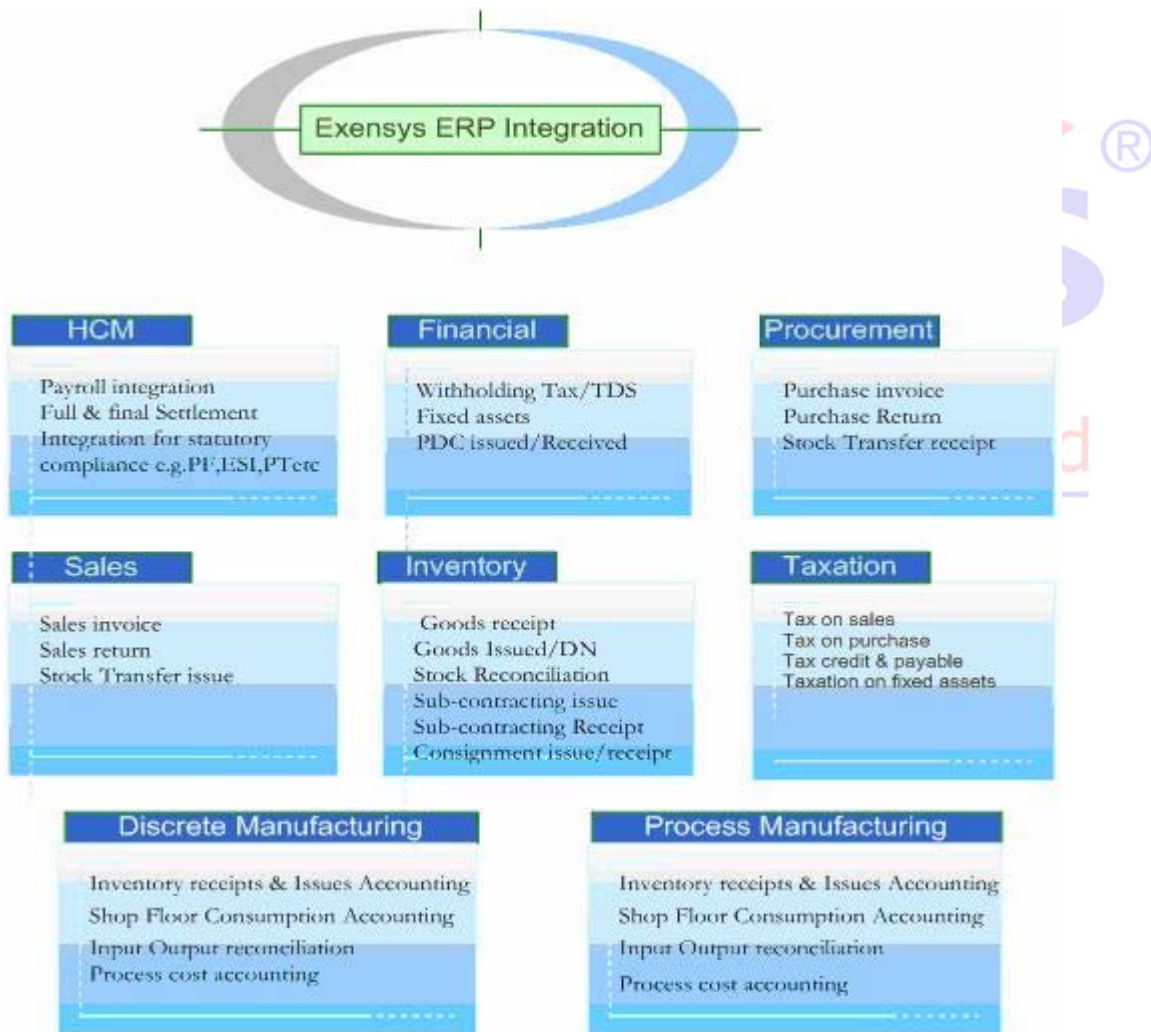 Exensys ERP Integration
®
S
d
HCM
Payroll integration
Full & final Settlement
Integration for statutory
compliance e.g.PF,ESI,PTetc
Financial
Withholding Tax/TDS
Fixed assets
PDC issued/Received
Procurement
Purchase invoice
Purchase Return
Stock Transfer receipt
Sales
Sales invoice
Sales return
Stock Transfer issue
Inventory
Goods receipt
Goods Issued/DN
Stock Reconciliation
Sub-contracting issue
Sub-contracting Receipt
Consignment issue/receipt
Taxation
Tax on sales
Tax on purchase
Tax credit & payable
Taxation on fixed assets
Discrete Manufacturing
Inventory receipts & Issues Accounting
Shop Floor Consumption Accounting
Input Output reconciliation
Process cost accounting
Process Manufacturing
Inventory receipts & Issues Accounting
Shop Floor Consumption Accounting
Input Output reconciliation
Process cost accounting